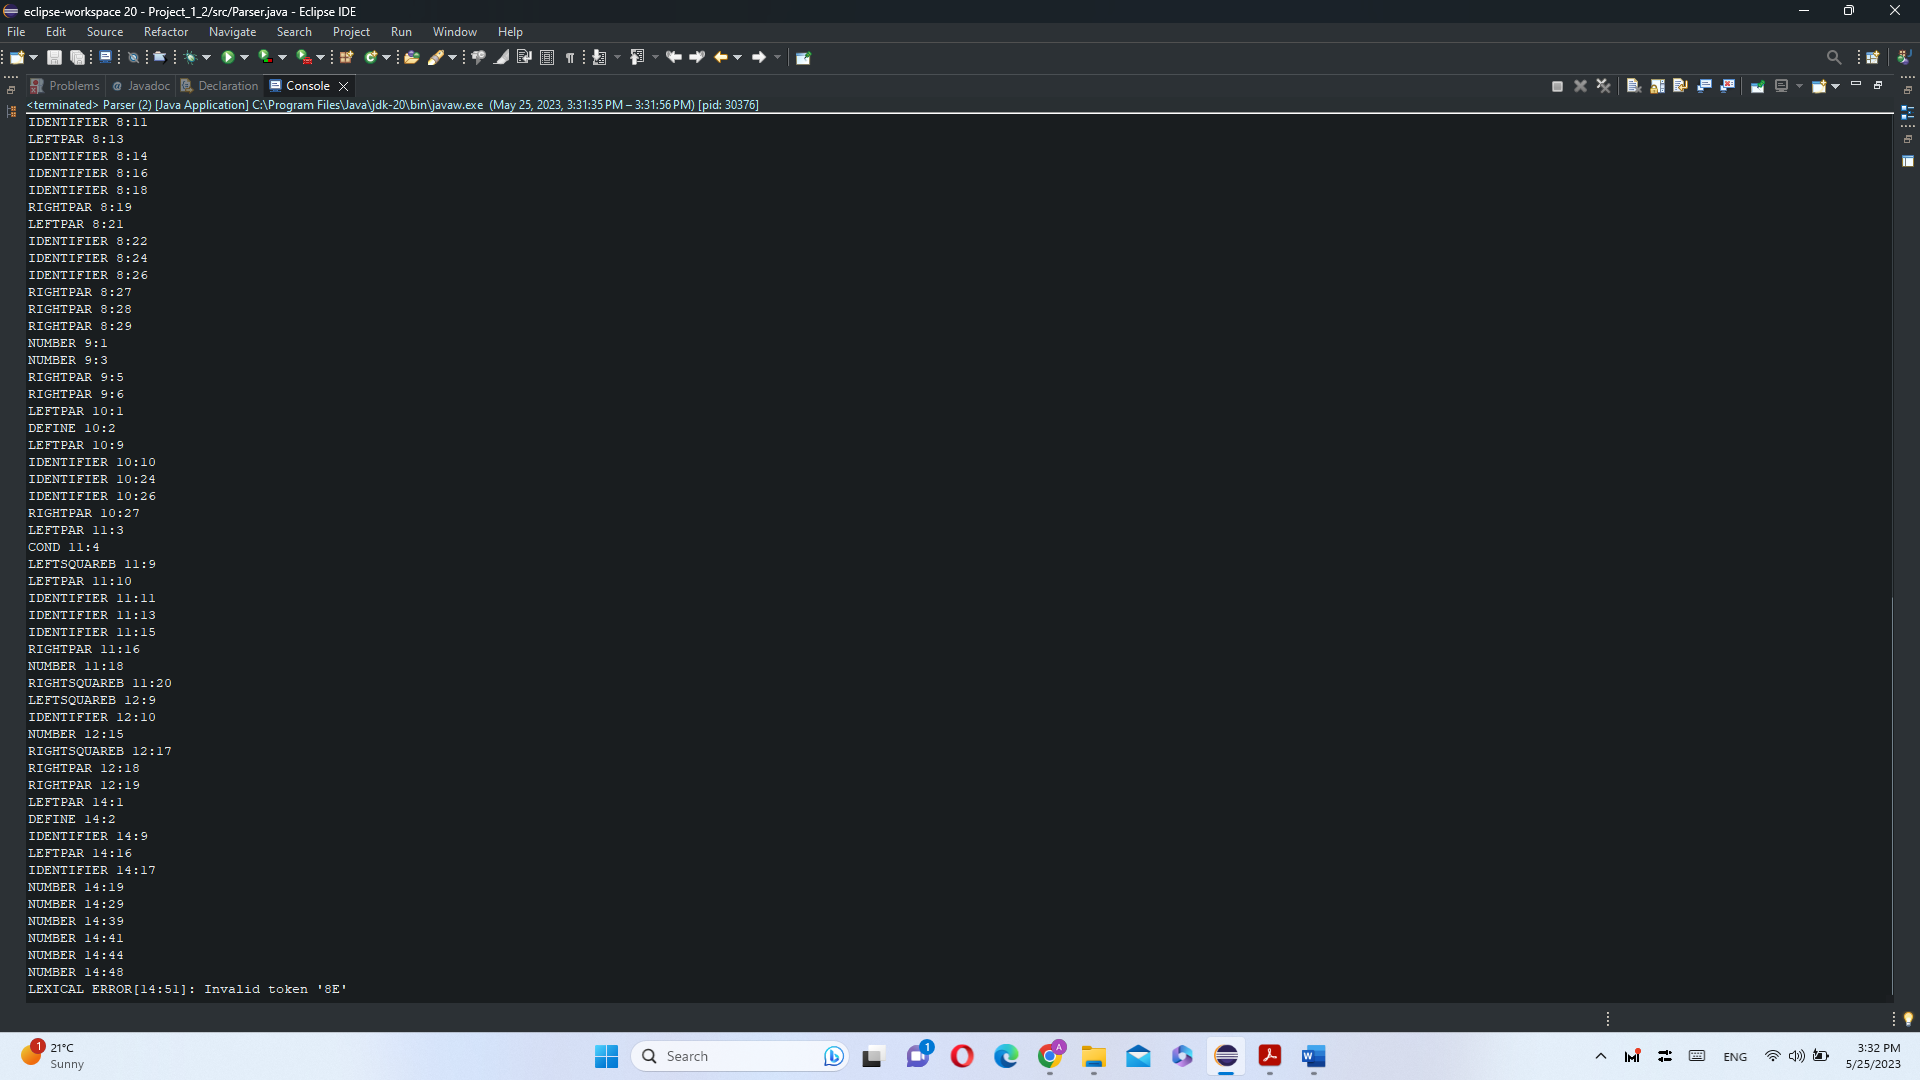 eclipse-workspace 20 - Project_1_2/src/Parser.java - Eclipse IDE
File Edit Source Refactor Navigate Search Project Run Window Help
Problems Javadoc Declaration Console
<terminated> Parser (2) [Java Application] C:\Program Files\Java\jdk-20\bin\javaw.exe (May 25, 2023, 3:31:35 PM – 3:31:56 PM) [pid: 30376]
IDENTIFIER 8:11
LEFTPAR 8:13
IDENTIFIER 8:14
IDENTIFIER 8:16
IDENTIFIER 8:18
RIGHTPAR 8:19
LEFTPAR 8:21
IDENTIFIER 8:22
IDENTIFIER 8:24
IDENTIFIER 8:26
RIGHTPAR 8:27
RIGHTPAR 8:28
RIGHTPAR 8:29
NUMBER 9:1
NUMBER 9:3
RIGHTPAR 9:5
RIGHTPAR 9:6
LEFTPAR 10:1
DEFINE 10:2
LEFTPAR 10:9
IDENTIFIER 10:10
IDENTIFIER 10:24
IDENTIFIER 10:26
RIGHTPAR 10:27
LEFTPAR 11:3
COND 11:4
LEFTSQUAREB 11:9
LEFTPAR 11:10
IDENTIFIER 11:11
IDENTIFIER 11:13
IDENTIFIER 11:15
RIGHTPAR 11:16
NUMBER 11:18
RIGHTSQUAREB 11:20
LEFTSQUAREB 12:9
IDENTIFIER 12:10
NUMBER 12:15
RIGHTSQUAREB 12:17
RIGHTPAR 12:18
RIGHTPAR 12:19
LEFTPAR 14:1
DEFINE 14:2
IDENTIFIER 14:9
LEFTPAR 14:16
IDENTIFIER 14:17
NUMBER 14:19
NUMBER 14:29
NUMBER 14:39
NUMBER 14:41
NUMBER 14:44
NUMBER 14:48
LEXICAL ERROR[14:51]: Invalid token '8E'
1 21°C
Sunny
Search
1
A
W
ENG
3:32 PM
5/25/2023